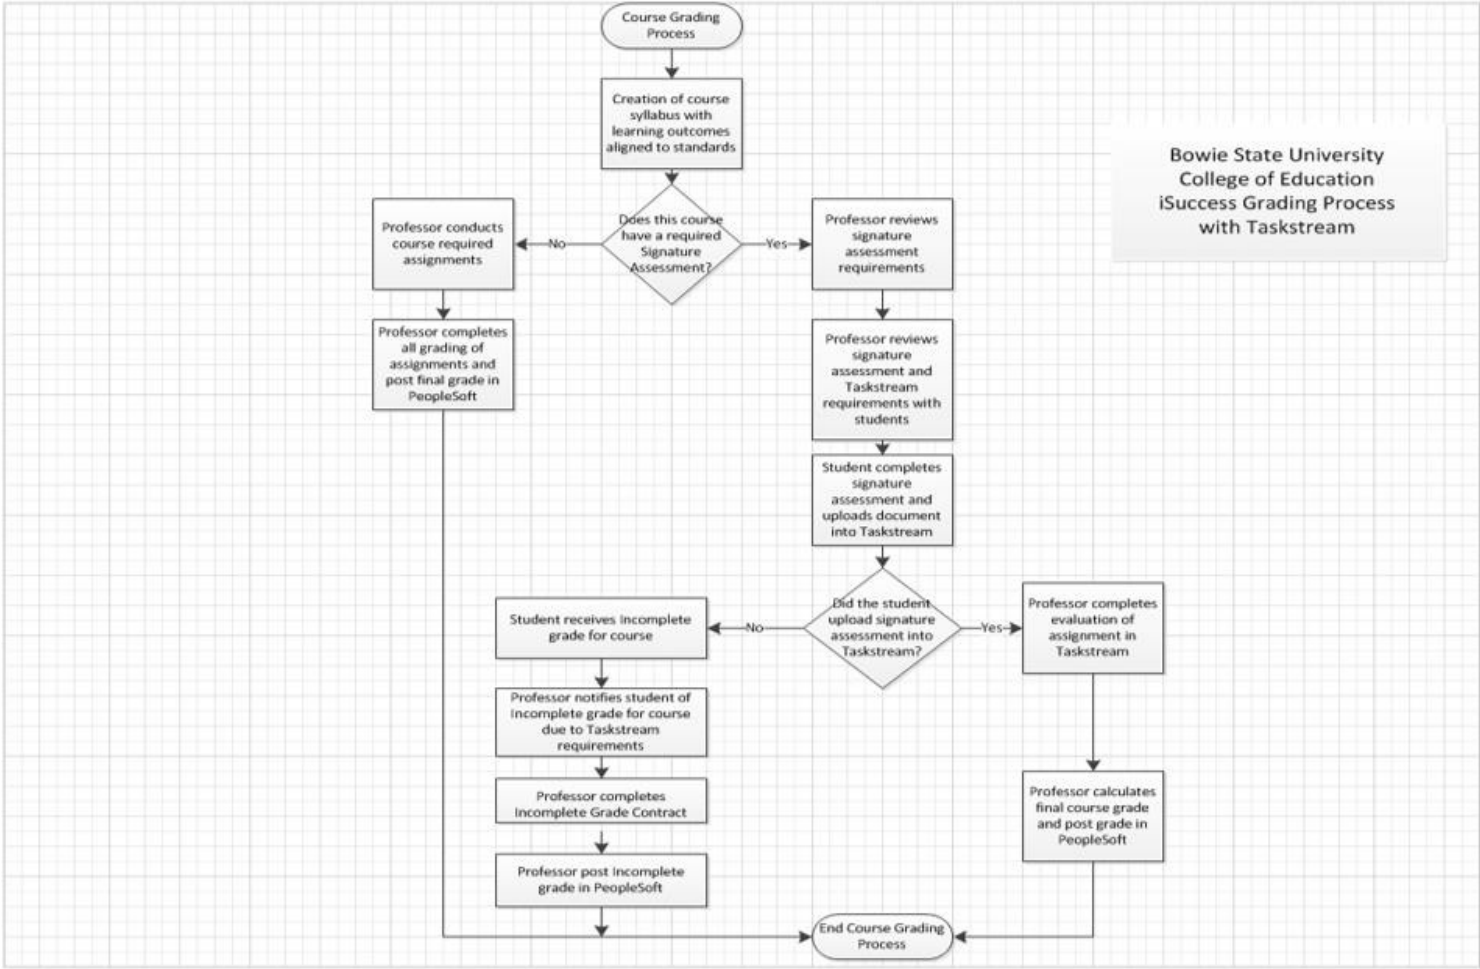 Course Grading
Process
Creation of course
syllabus with
learning outcomes
aligned to standards
Bowie State University
College of Education
iSuccess Grading Process
with Taskstream
Does this course
have a required
Signature
Assessment?
No
Yes
Professor conducts
course required
assignments
Professor completes
all grading of
assignments and
post final grade in
PeopleSoft
Professor reviews
signature
assessment
requirements
Professor reviews
signature
assessment and
Taskstream
requirements with
students
Student completes
signature
assessment and
uploads document
into Taskstream
Did the student
upload signature
assessment into
Taskstream?
No
Yes
Student receives Incomplete
grade for course
Professor notifies student of
Incomplete grade for course
due to Taskstream
requirements
Professor completes
Incomplete Grade Contract
Professor post Incomplete
grade in PeopleSoft
Professor completes
evaluation of
assignment in
Taskstream
Professor calculates
final course grade
and post grade in
PeopleSoft
End Course Grading
Process